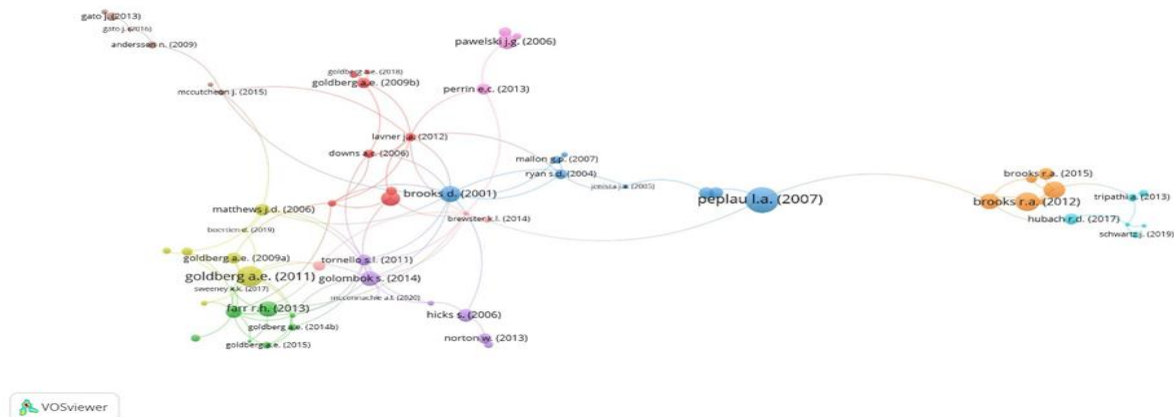 gato j. (2013)
gato j. (2016)
andersson n. (2009)
pawelski j.g. (2006)
goldberg a.e. (2018)
goldberg a.e. (2009b)
mccutcheon j. (2015)
perrin e.c. (2013)
lavner j.a. (2012)
downs a.c. (2006)
mallon g.p. (2007)
ryan s.d. (2004)
brooks d. (2001)
peplau l.a. (2007)
brooks r.a. (2015)
brooks r.a. (2012)
tripathi a. (2013)
hubach r.d. (2017)
schwartz j. (2019)
matthews j.d. (2006)
brewster k.l. (2014)
goldberg a.e. (2009a)
tornello s.l. (2011)
goldberg a.e. (2011)
golombok s. (2014)
sweeney a.k. (2017)
mcconnachie a.l. (2020)
farr r.h. (2013)
hicks s. (2006)
goldberg a.e. (2014b)
goldberg a.e. (2015)
norton w. (2013)
VOSviewer